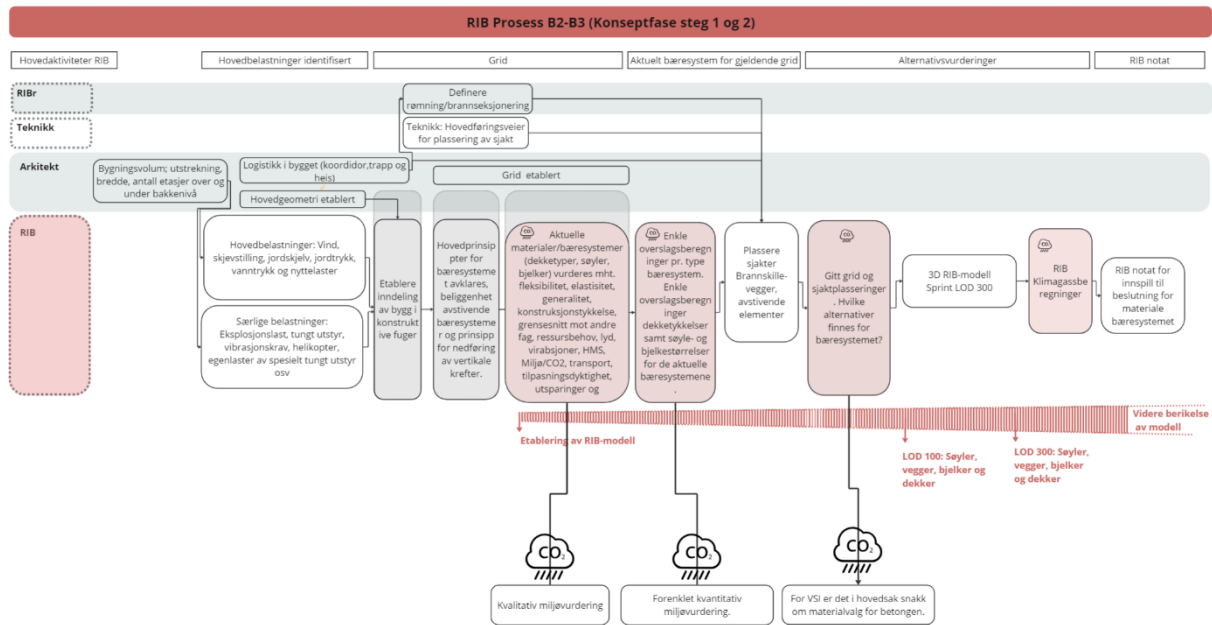 RIB Prosess B2-B3 (Konseptfase steg 1 og 2)
Hovedaktiviteter RIB
Hovedbelastninger identifisert
Grid
Aktuelt bæresystem for gjeldende grid
Alternativsvurderinger
RIB notat
RIBr
Definere
rømning/brannseksjonering
Teknikk
Teknikk: Hovedføringsveier
for plassering av sjakt
Arkitekt
Bygningsvolum; utstrekning,
bredde, antall etasjer over og
under bakkenivå
Logistikk i bygget (koordidor,trapp og
heis)
Hovedgeometri etablert
Grid etablert
RIB
Hovedbelastninger: Vind,
skjevstilling, jordskjelv, jordtrykk,
vanntrykk og nyttelaster
Særlige belastninger:
Eksplosjonslast, tungt utstyr,
vibrasjonskrav, helikopter,
egenlaster av spesielt tungt utstyr
osv
Etablere
inndeling
av bygg i
konstrukt
ive fuger
Hovedprinsip
pter for
bæresysteme
t avklares,
beliggenhet
avstivende
bæresysteme
r og prinsipp
for nedføring
av vertikale
krefter.
Aktuelle
materialer/bæresystemer
(dekketyper, søyler,
bjelker) vurderes mht.
fleksibilitet, elastisitet,
generalitet,
konstruksjonstykkelse,
grensesnitt mot andre
fag, ressursbehov, lyd,
virabsjoner, HMS,
Miljø/CO2, transport,
tilpasningsdyktighet,
utsparinger og
Enkle
overslagsberegn
inger pr. type
bæresystem.
Enkle
overslagsberegn
inger
dekketykkelser
samt søyle- og
bjelkestørrelser
for de aktuelle
bæresystemene
.
Plassere
sjakter
Brannskille-
vegger,
avstivende
elementer
Gitt grid og
sjaktplasseringer
. Hvilke
alternativer
finnes for
bæresystemet?
3D RIB-modell
Sprint LOD 300
RIB
Klimagassbe
regninger
RIB notat for
innspill til
beslutning for
materiale
bæresystemet
Etablering av RIB-modell
LOD 100: Søyler,
vegger, bjelker og
dekker
LOD 300: Søyler,
vegger, bjelker
og dekker
Videre berikelse
av modell
CO2
CO2
CO2
Kvalitativ miljøvurdering
Forenklet kvantitativ
miljøvurdering.
For VSI er det i hovedsak snakk
om materialvalg for betongen.